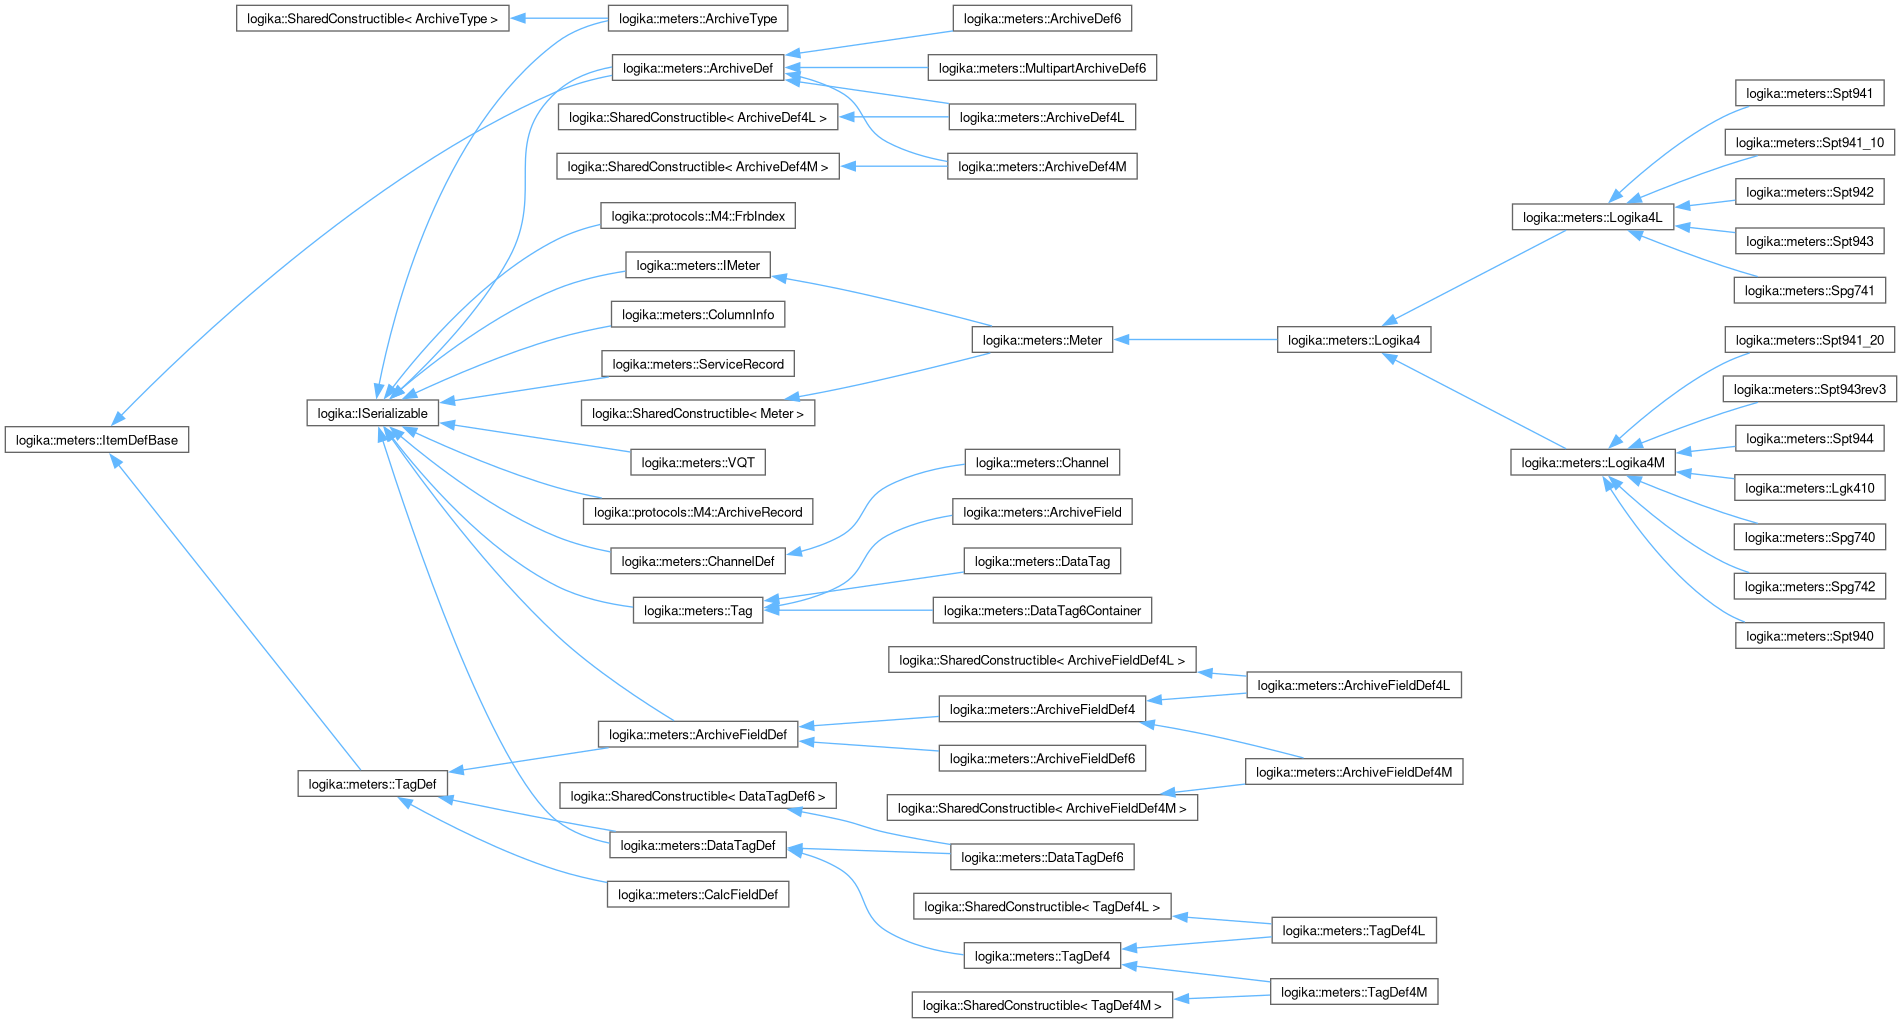 logika::SharedConstructible< ArchiveType >
logika::meters::ArchiveType
logika::meters::ArchiveDef6
logika::meters::ArchiveDef
logika::meters::MultipartArchiveDef6
logika::meters::Spt941
logika::SharedConstructible< ArchiveDef4L >
logika::meters::ArchiveDef4L
logika::meters::Spt941_10
logika::SharedConstructible< ArchiveDef4M >
logika::meters::ArchiveDef4M
logika::meters::Spt942
logika::protocols::M4::FrbIndex
logika::meters::Logika4L
logika::meters::Spt943
logika::meters::IMeter
logika::meters::Spg741
logika::meters::ColumnInfo
logika::meters::Meter
logika::meters::Logika4
logika::meters::Spt941_20
logika::meters::ServiceRecord
logika::meters::Spt943rev3
logika::ISerializable
logika::SharedConstructible< Meter >
logika::meters::ItemDefBase
logika::meters::Spt944
logika::meters::VQT
logika::meters::Channel
logika::meters::Logika4M
logika::meters::Lgk410
logika::protocols::M4::ArchiveRecord
logika::meters::ArchiveField
logika::meters::Spg740
logika::meters::ChannelDef
logika::meters::DataTag
logika::meters::Spg742
logika::meters::Tag
logika::meters::DataTag6Container
logika::meters::Spt940
logika::SharedConstructible< ArchiveFieldDef4L >
logika::meters::ArchiveFieldDef4L
logika::meters::ArchiveFieldDef4
logika::meters::ArchiveFieldDef
logika::meters::ArchiveFieldDef6
logika::meters::ArchiveFieldDef4M
logika::meters::TagDef
logika::SharedConstructible< DataTagDef6 >
logika::SharedConstructible< ArchiveFieldDef4M >
logika::meters::DataTagDef
logika::meters::DataTagDef6
logika::meters::CalcFieldDef
logika::SharedConstructible< TagDef4L >
logika::meters::TagDef4L
logika::meters::TagDef4
logika::meters::TagDef4M
logika::SharedConstructible< TagDef4M >